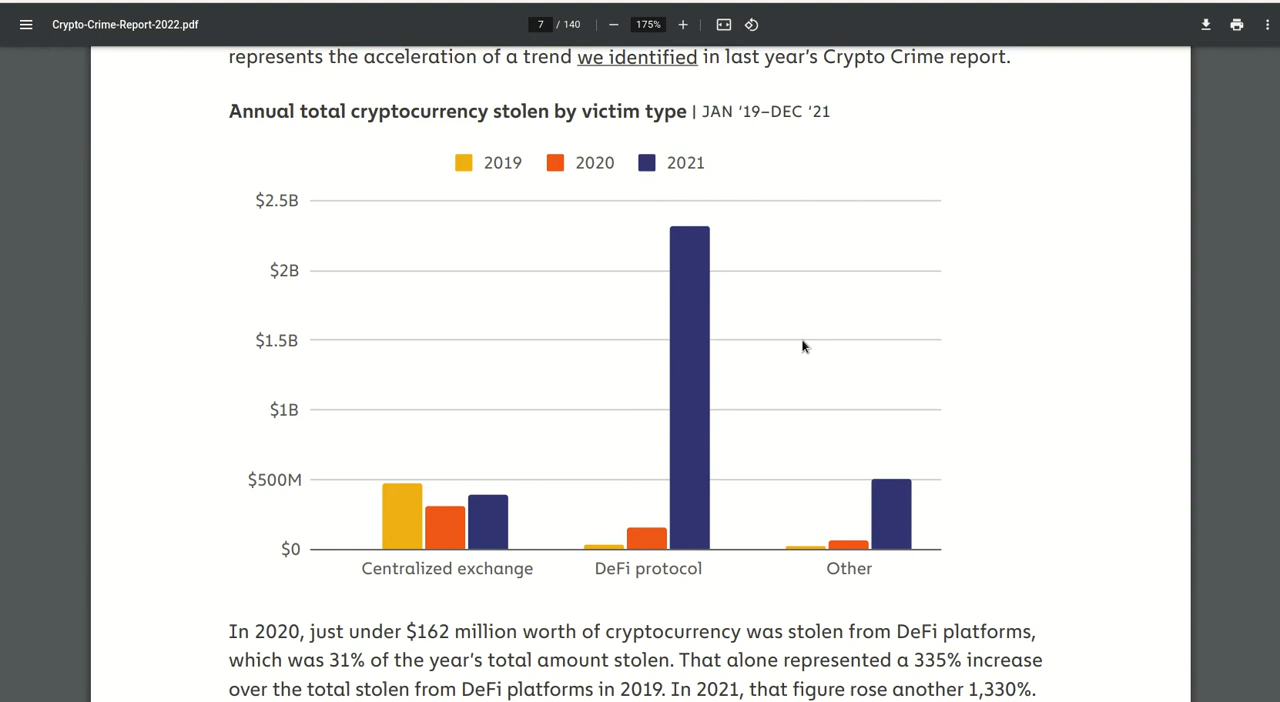 Crypto-Crime-Report-2022.pdf
7 / 140
175%
represents the acceleration of a trend we identified in last year’s Crypto Crime report.
Annual total cryptocurrency stolen by victim type | JAN ’19–DEC ’21
2019 2020 2021
$2.5B
$2B
$1.5B
$1B
$500M
$0
Centralized exchange DeFi protocol Other
In 2020, just under $162 million worth of cryptocurrency was stolen from DeFi platforms,
which was 31% of the year’s total amount stolen. That alone represented a 335% increase
over the total stolen from DeFi platforms in 2019. In 2021, that figure rose another 1,330%.